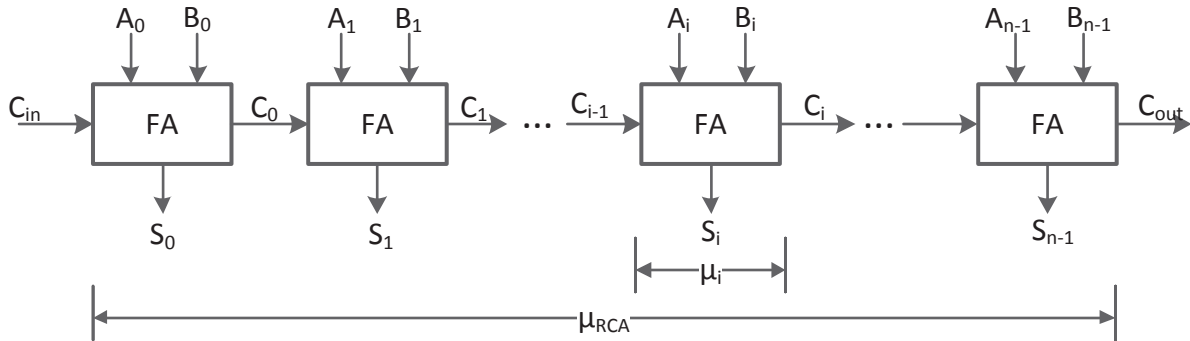 A₀ B₀ A₁ B₁ Aᵢ Bᵢ Aₙ₋₁ Bₙ₋₁
Cᵢₙ FA C₀ FA C₁ ... Cᵢ₋₁ FA Cᵢ ... FA Cₒᵤₜ
S₀ S₁ Sᵢ Sₙ₋₁
μᵢ
μRCA